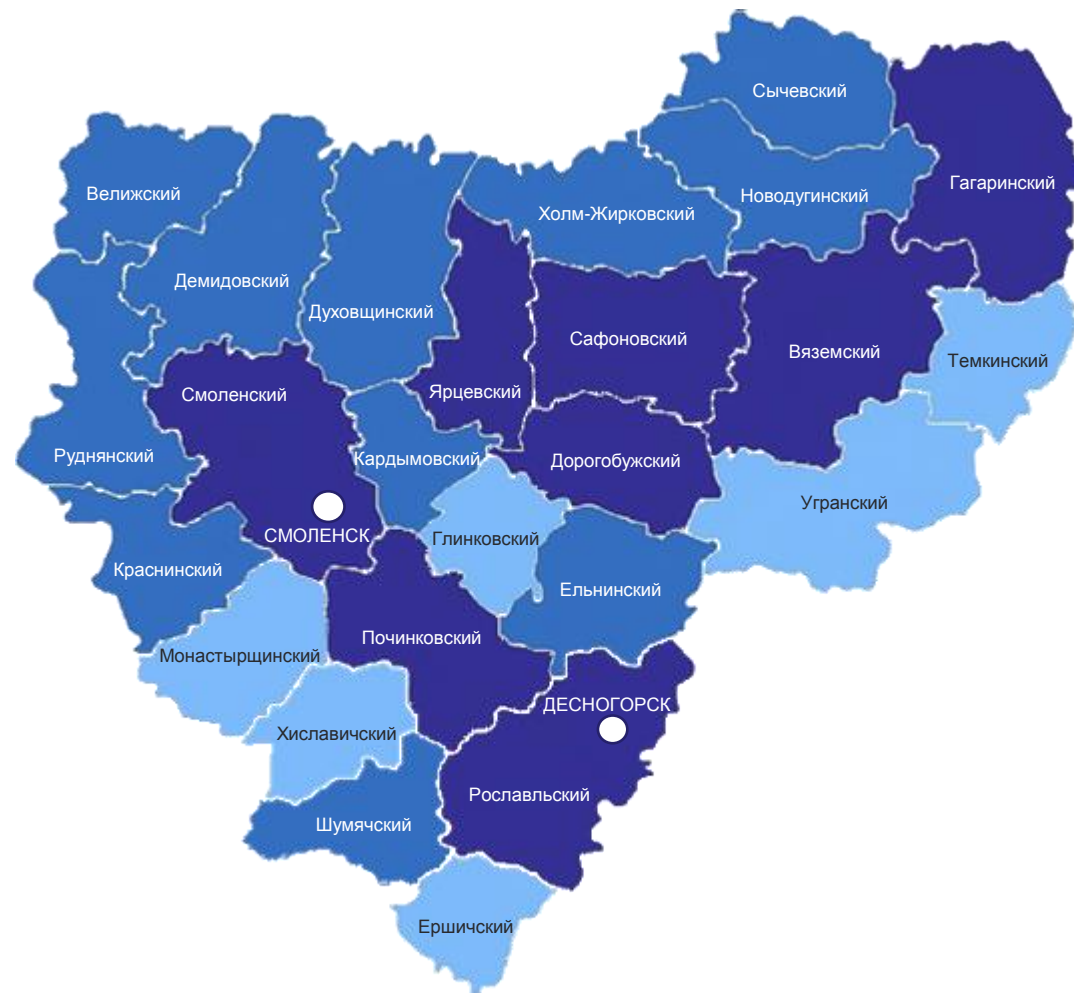 Сычевский
Гагаринский
Велижский
Новодугинский
Холм-Жирковский
Демидовский
Духовщинский
Сафоновский
Вяземский
Темкинский
Смоленский
Ярцевский
Руднянский
Кардымовский
Дорогобужский
Угранский
СМОЛЕНСК
Глинковский
Краснинский
Ельнинский
Починковский
Монастырщинский
ДЕСНОГОРСК
Хиславичский
Рославльский
Шумячский
Ершичский